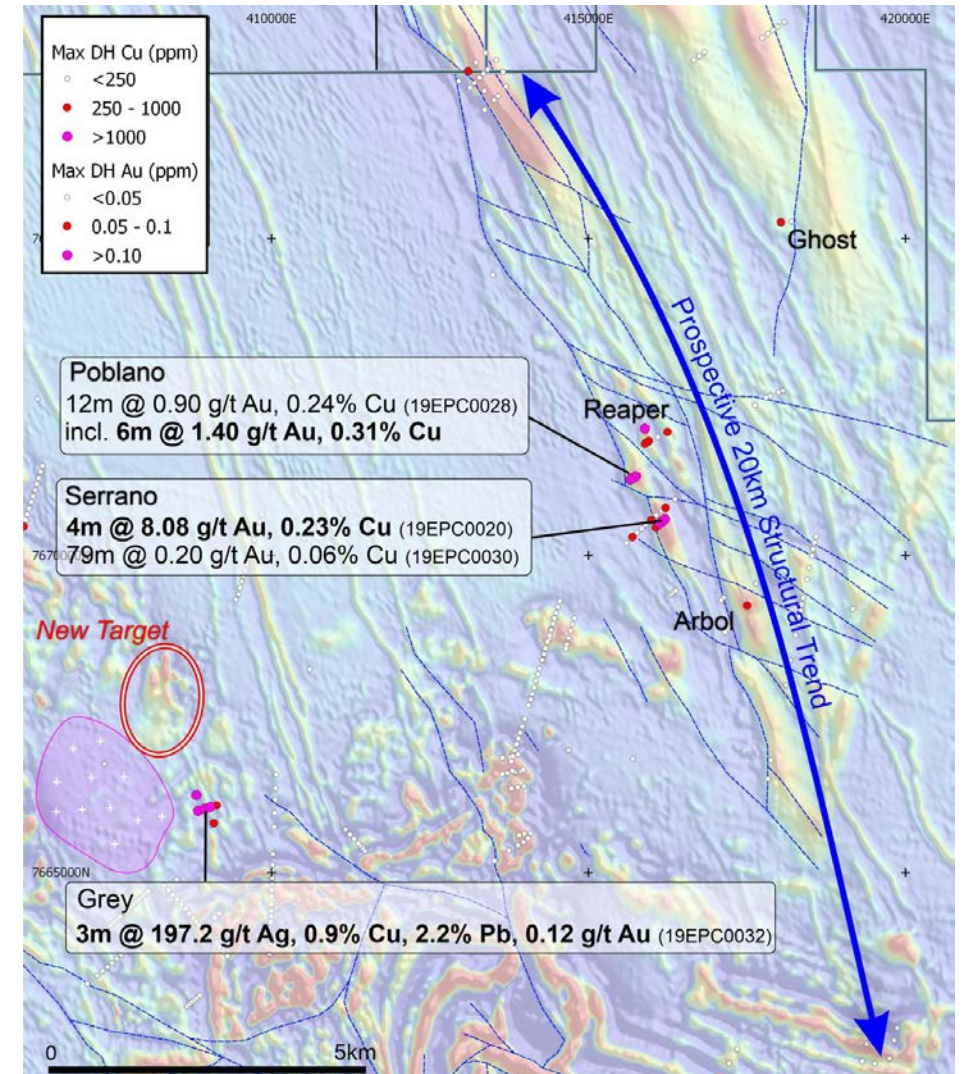 410000E
415000E
420000E
Max DH Cu (ppm)
<250
250 - 1000
>1000
Max DH Au (ppm)
<0.05
0.05 - 0.1
>0.10
Ghost
Prospective 20km Structural Trend
Poblano
12m @ 0.90 g/t Au, 0.24% Cu (19EPC0028)
incl. 6m @ 1.40 g/t Au, 0.31% Cu
Reaper
Serrano
4m @ 8.08 g/t Au, 0.23% Cu (19EPC0020)
79m @ 0.20 g/t Au, 0.06% Cu (19EPC0030)
Arbol
New Target
7665000N
Grey
3m @ 197.2 g/t Ag, 0.9% Cu, 2.2% Pb, 0.12 g/t Au (19EPC0032)
0
5km